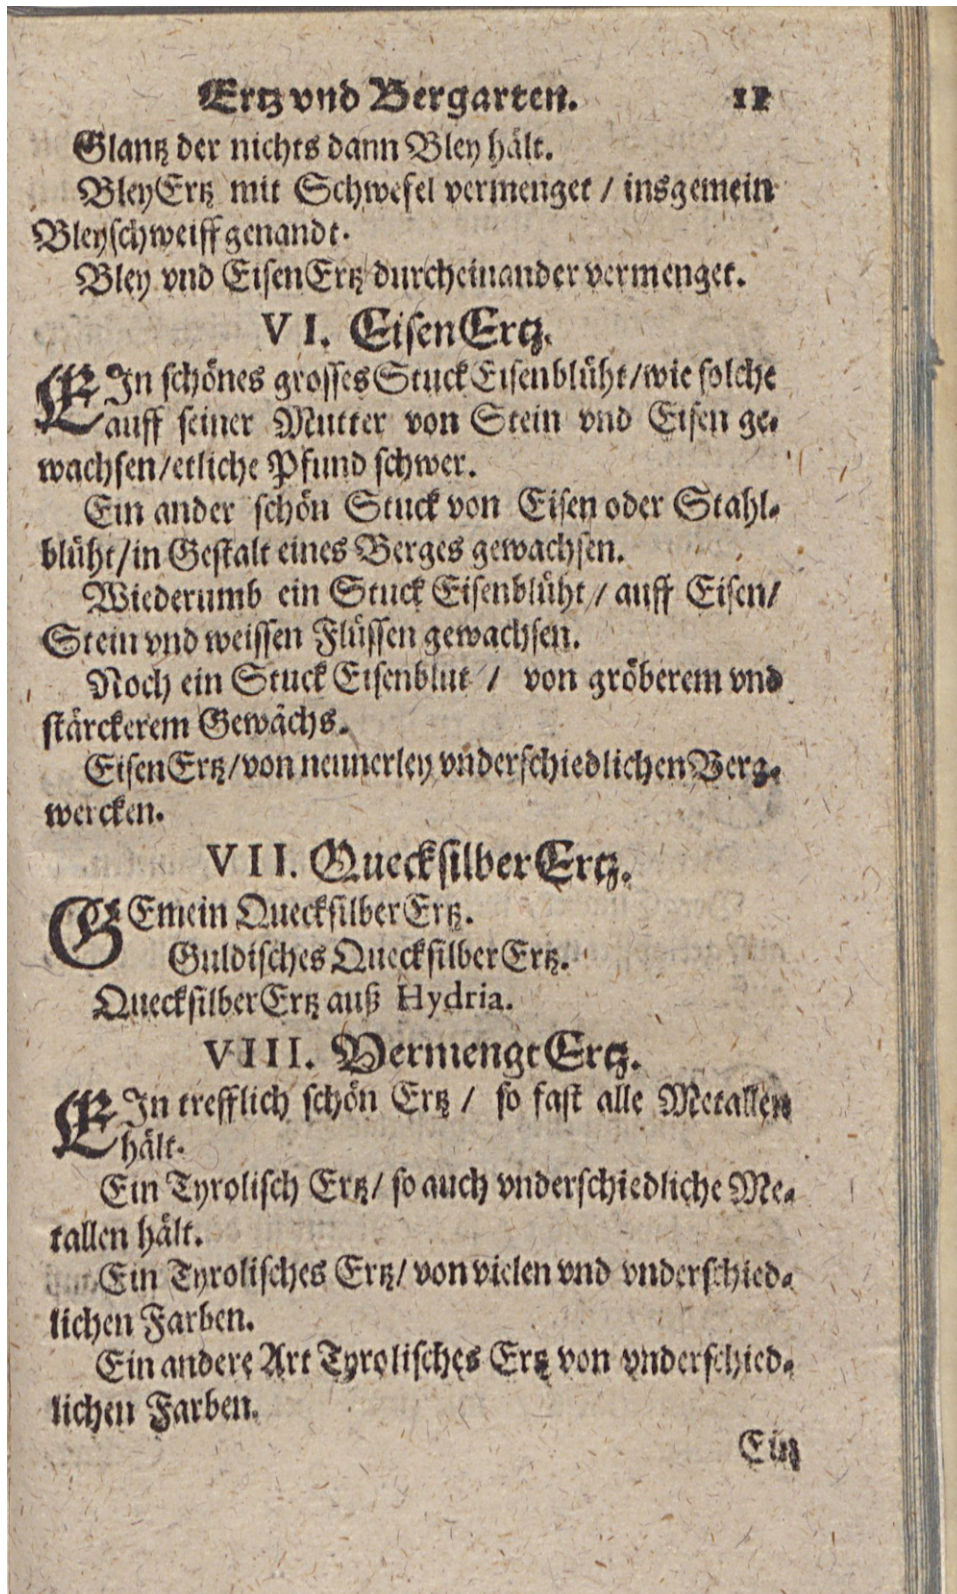 Ertz vnd Bergarten. 11
Glantz der nichts dann Bley hält.
BleyErtz mit Schwefel vermenget / insgemein
Bleyschweiff genandt.
Bley vnd EisenErtz durcheinander vermenget.
VI. EisenErtz.
EIn schönes grosses Stuck Eisenblüht / wie solche
auff seiner Mutter von Stein vnd Eisen ge-
wachsen / etliche Pfund schwer.
Ein ander schön Stuck von Eisen oder Stahl-
blüht / in Gestalt eines Berges gewachsen.
Wiederumb ein Stuck Eisenblüht / auff Eisen /
Stein vnd weissen Flüssen gewachsen.
Noch ein Stuck Eisenblut / von gröberem vnd
stärckerem Gewächs.
EisenErtz / von neunerley vnderschiedlichen Berg-
wercken.
VII. QuecksilberErtz.
GEmein QuecksilberErtz.
Guldisches QuecksilberErtz.
QuecksilberErtz auß Hydria.
VIII. VermengtErtz.
EIn trefflich schön Ertz / so fast alle Metallen
hält.
Ein Tyrolisch Ertz / so auch vnderschiedliche Me-
tallen hält.
Ein Tyrolisches Ertz / von vielen vnd vnderschied-
lichen Farben.
Ein andere Art Tyrolisches Ertz von vnderschied-
lichen Farben.
Ein